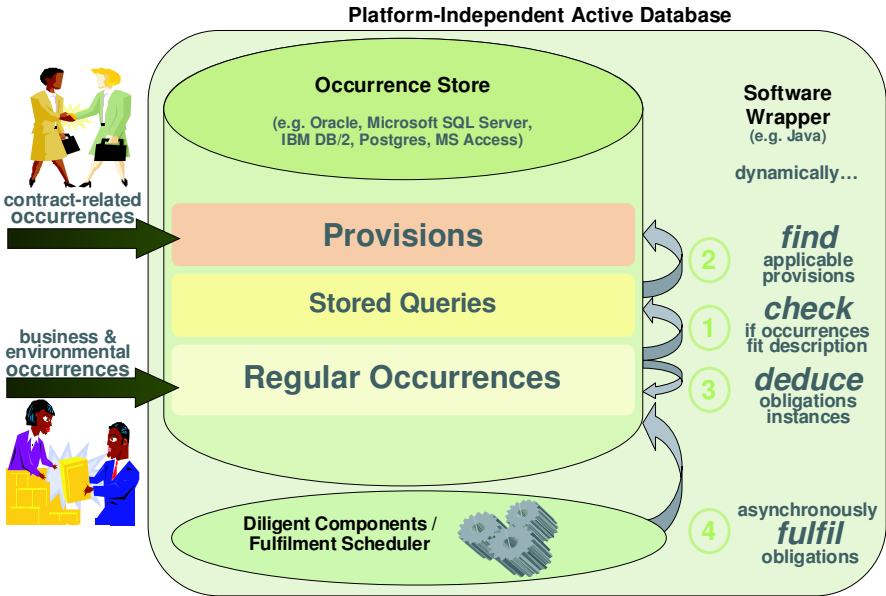 Platform-Independent Active Database
Occurrence Store
(e.g. Oracle, Microsoft SQL Server,
IBM DB/2, Postgres, MS Access)
Software
Wrapper
(e.g. Java)
dynamically…
contract-related
occurrences
Provisions
2
find
applicable
provisions
Stored Queries
1
check
if occurrences
fit description
business &
environmental
occurrences
Regular Occurrences
3
deduce
obligations
instances
Diligent Components /
Fulfilment Scheduler
4
asynchronously
fulfil
obligations